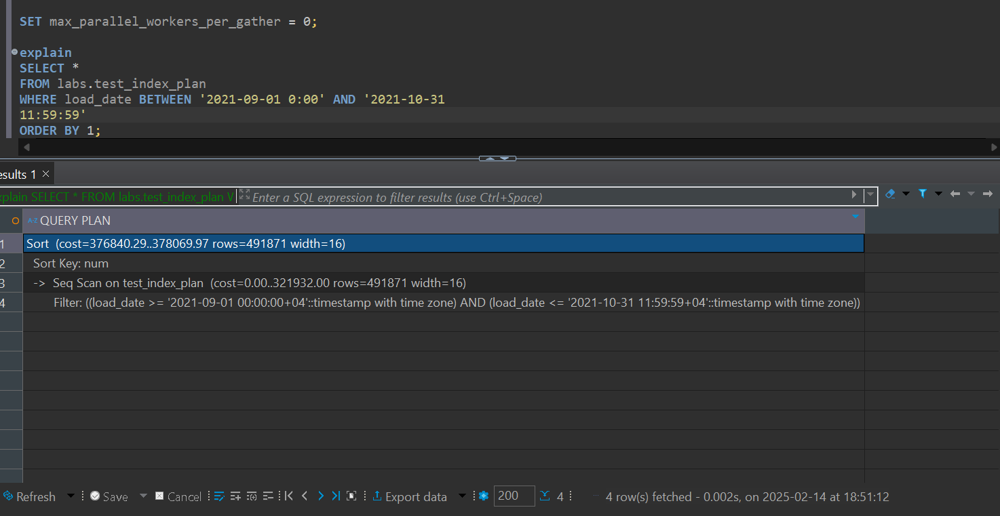 SET max_parallel_workers_per_gather = 0;
explain
SELECT *
FROM labs.test_index_plan
WHERE load_date BETWEEN '2021-09-01 0:00' AND '2021-10-31
11:59:59'
ORDER BY 1;
esults 1 ×
xplain SELECT * FROM labs.test_index_plan W Enter a SQL expression to filter results (use Ctrl+Space)
A-Z QUERY PLAN
1 Sort (cost=376840.29..378069.97 rows=491871 width=16)
2 Sort Key: num
3 -> Seq Scan on test_index_plan (cost=0.00..321932.00 rows=491871 width=16)
4 Filter: ((load_date >= '2021-09-01 00:00:00+04'::timestamp with time zone) AND (load_date <= '2021-10-31 11:59:59+04'::timestamp with time zone))
Refresh Save Cancel Export data 200 4 4 row(s) fetched - 0.002s, on 2025-02-14 at 18:51:12